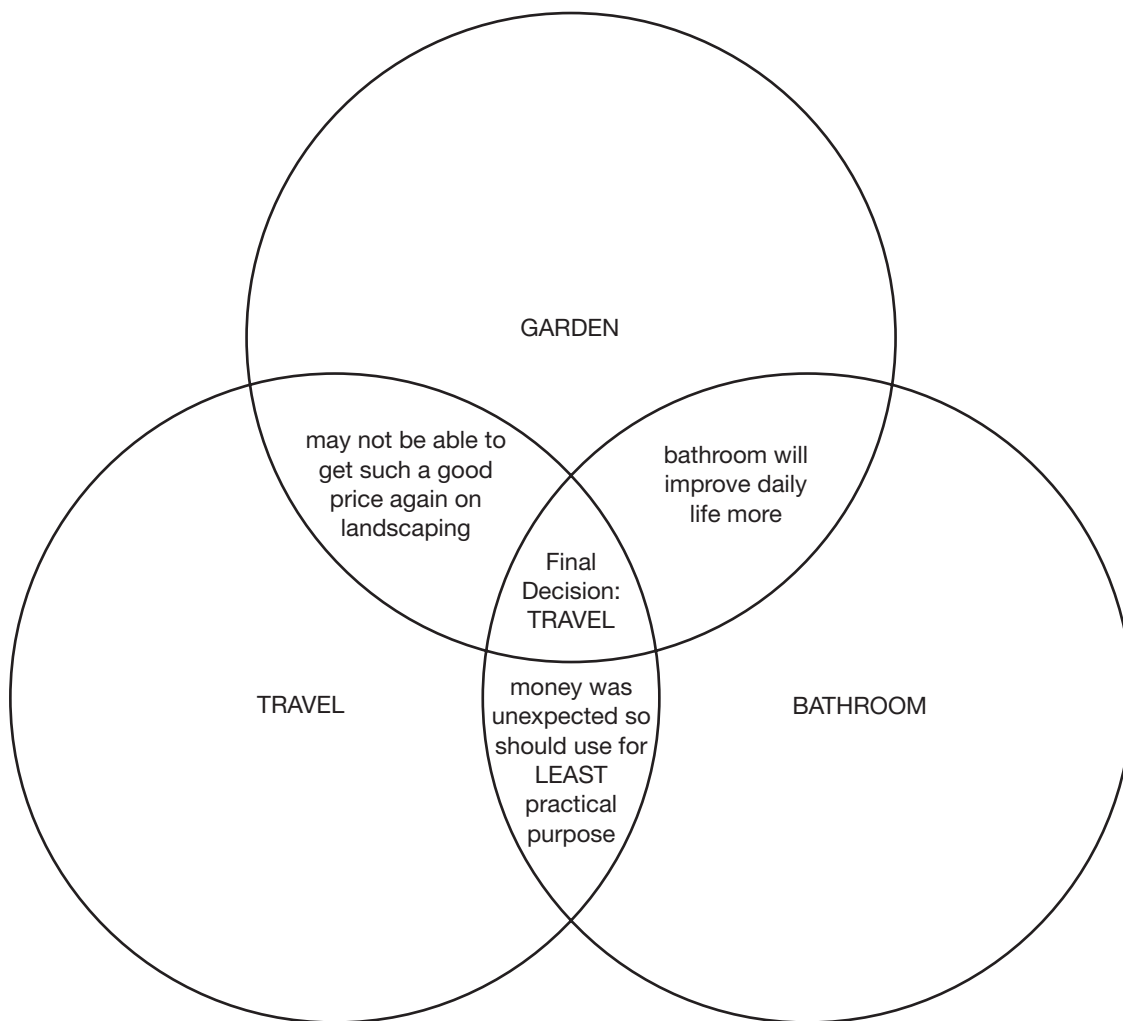 GARDEN
may not be able to
get such a good
price again on
landscaping
bathroom will
improve daily
life more
Final
Decision:
TRAVEL
TRAVEL
money was
unexpected so
should use for
LEAST
practical
purpose
BATHROOM